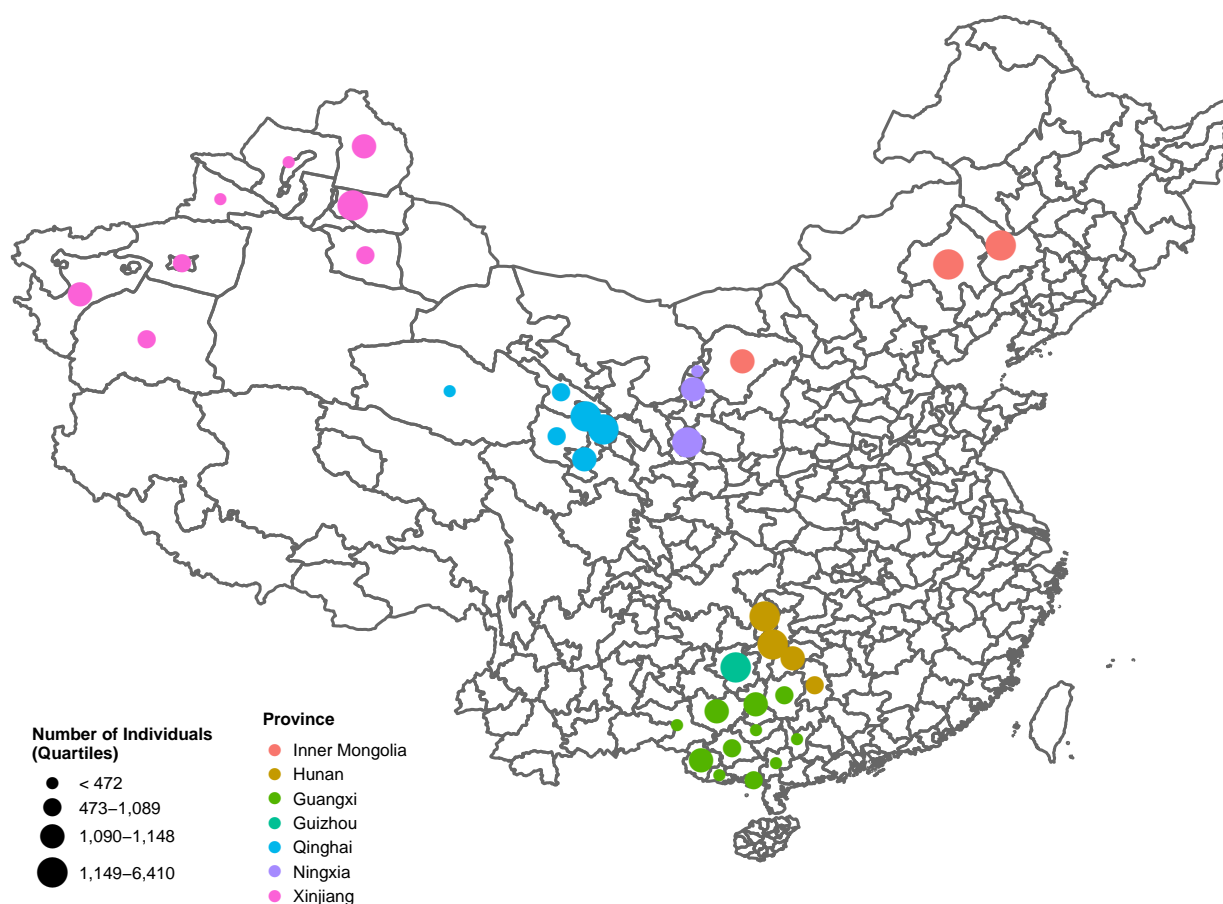 Number of Individuals
(Quartiles)
< 472
473–1,089
1,090–1,148
1,149–6,410
Province
Inner Mongolia
Hunan
Guangxi
Guizhou
Qinghai
Ningxia
Xinjiang